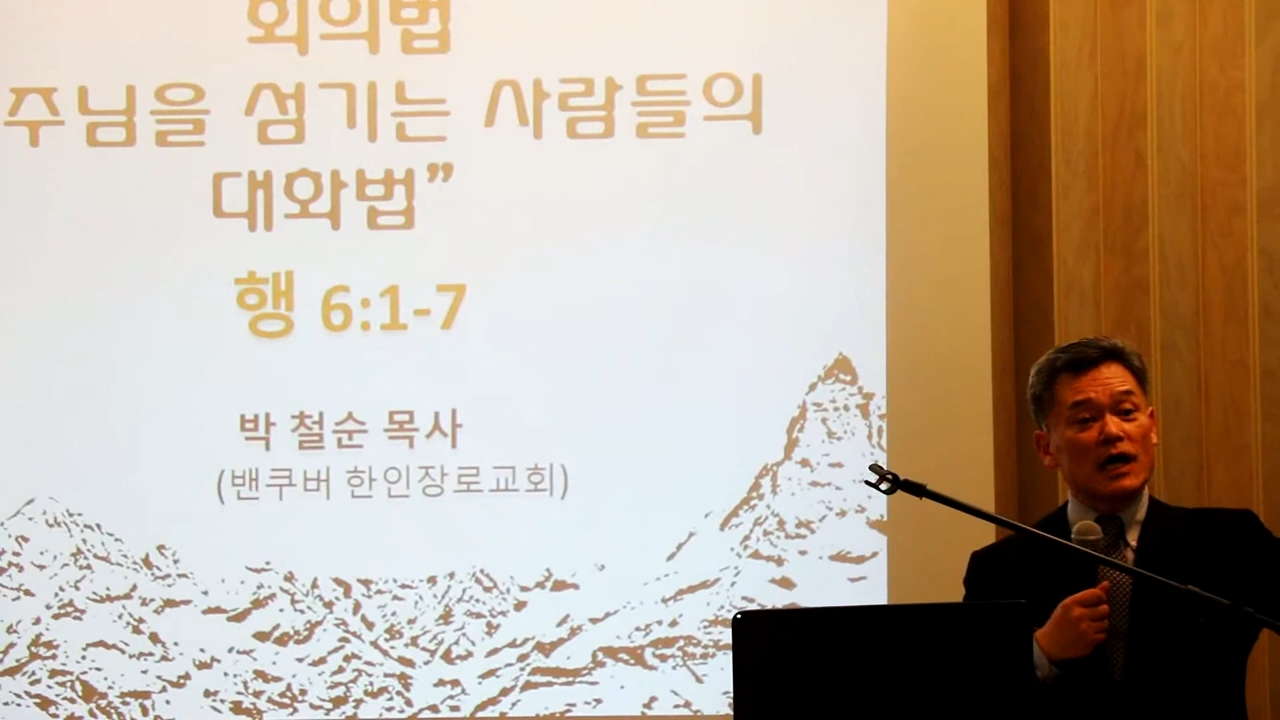 회의법
주님을 섬기는 사람들의
대화법”
행 6:1-7
박 철순 목사
(밴쿠버 한인장로교회)